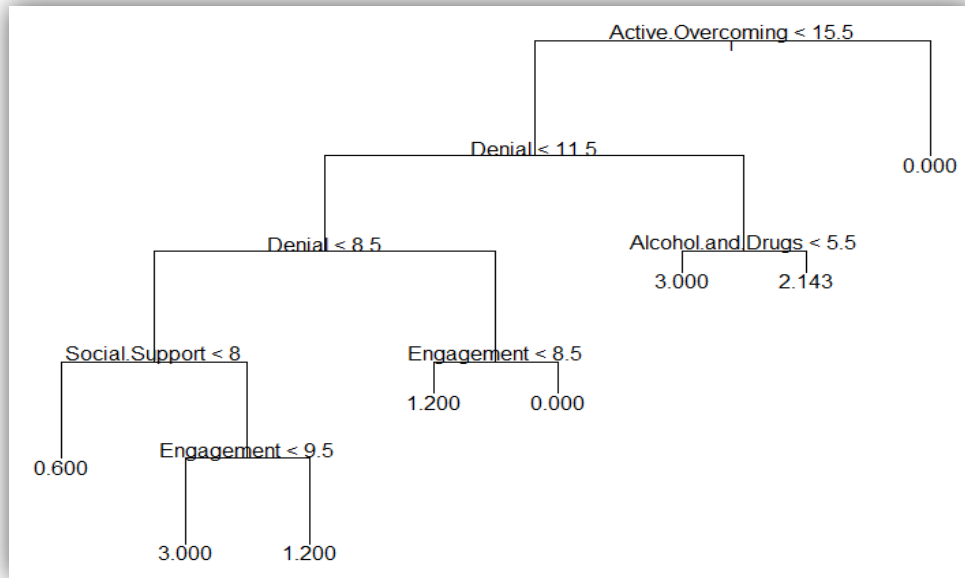 Active.Overcoming < 15.5
Denial < 11.5
0.000
Denial < 8.5
Alcohol.and.Drugs < 5.5
3.000
2.143
Social.Support < 8
Engagement < 8.5
1.200
0.000
Engagement < 9.5
0.600
3.000
1.200